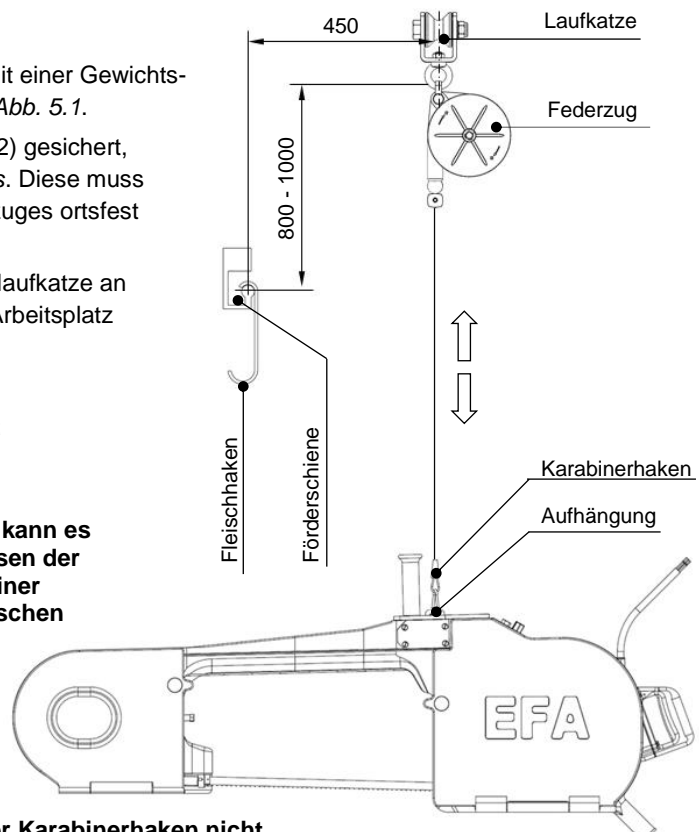 450
Laufkatze
it einer Gewichts-
Abb. 5.1.
Federzug
2) gesichert,
s. Diese muss
zuges ortsfest
800 - 1000
laufkatze an
Arbeitsplatz
Fleischhaken
Förderschiene
Karabinerhaken
kann es
sen der
iner
schen
Aufhängung
EFA
r Karabinerhaken nicht